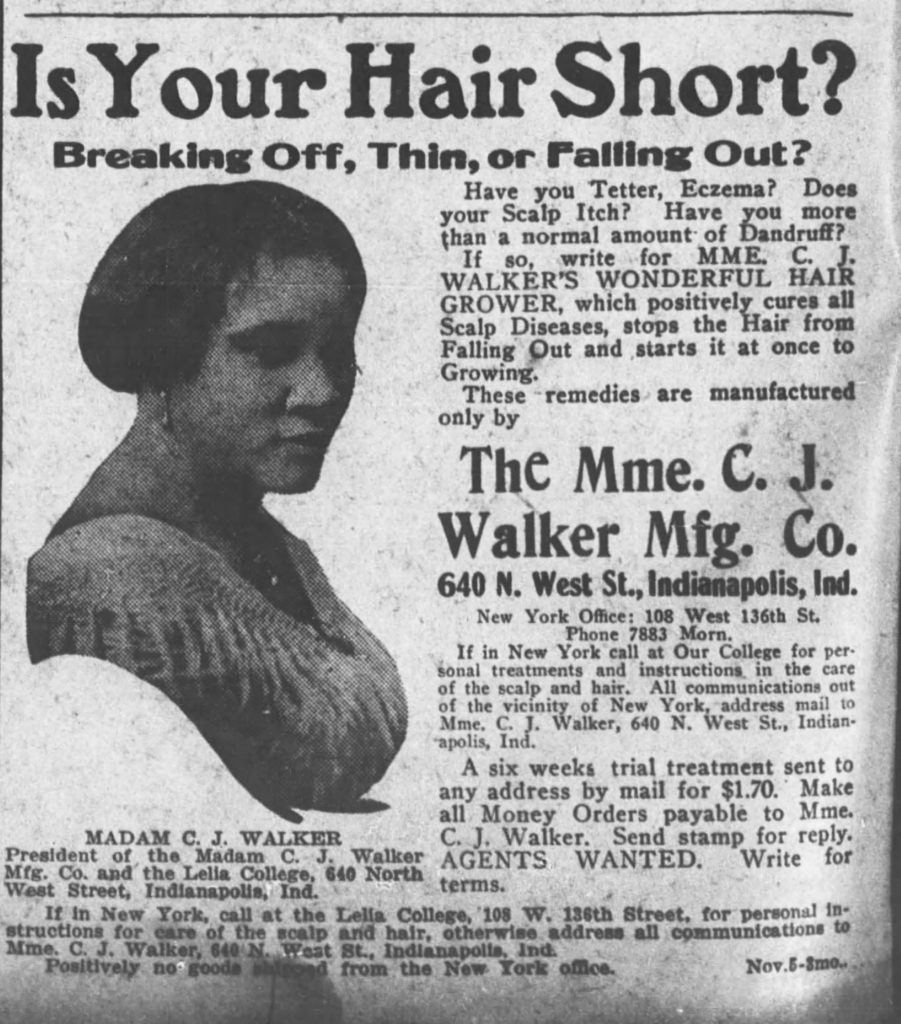 Is Your Hair Short?
Breaking Off, Thin, or Falling Out?
Have you Tetter, Eczema? Does
your Scalp Itch? Have you more
than a normal amount of Dandruff?
If so, write for MME. C. J.
WALKER'S WONDERFUL HAIR
GROWER, which positively cures all
Scalp Diseases, stops the Hair from
Falling Out and starts it at once to
Growing.
These remedies are manufactured
only by
The Mme. C. J.
Walker Mfg. Co.
640 N. West St., Indianapolis, Ind.
New York Office: 108 West 136th St.
Phone 7883 Morn.
If in New York call at Our College for per-
sonal treatments and instructions in the care
of the scalp and hair. All communications out
of the vicinity of New York, address mail to
Mme. C. J. Walker, 640 N. West St., Indian-
apolis, Ind.
A six weeks trial treatment sent to
any address by mail for $1.70. Make
all Money Orders payable to Mme.
C. J. Walker. Send stamp for reply.
AGENTS WANTED. Write for
terms.
MADAM C. J. WALKER
President of the Madam C. J. Walker
Mfg. Co. and the Lelia College, 640 North
West Street, Indianapolis, Ind.
If in New York, call at the Lelia College, 108 W. 136th Street, for personal in-
structions for care of the scalp and hair, otherwise address all communications to
Mme. C. J. Walker, 640 N. West St., Indianapolis, Ind.
Positively no goods shipped from the New York office.
Nov.5-3mo..